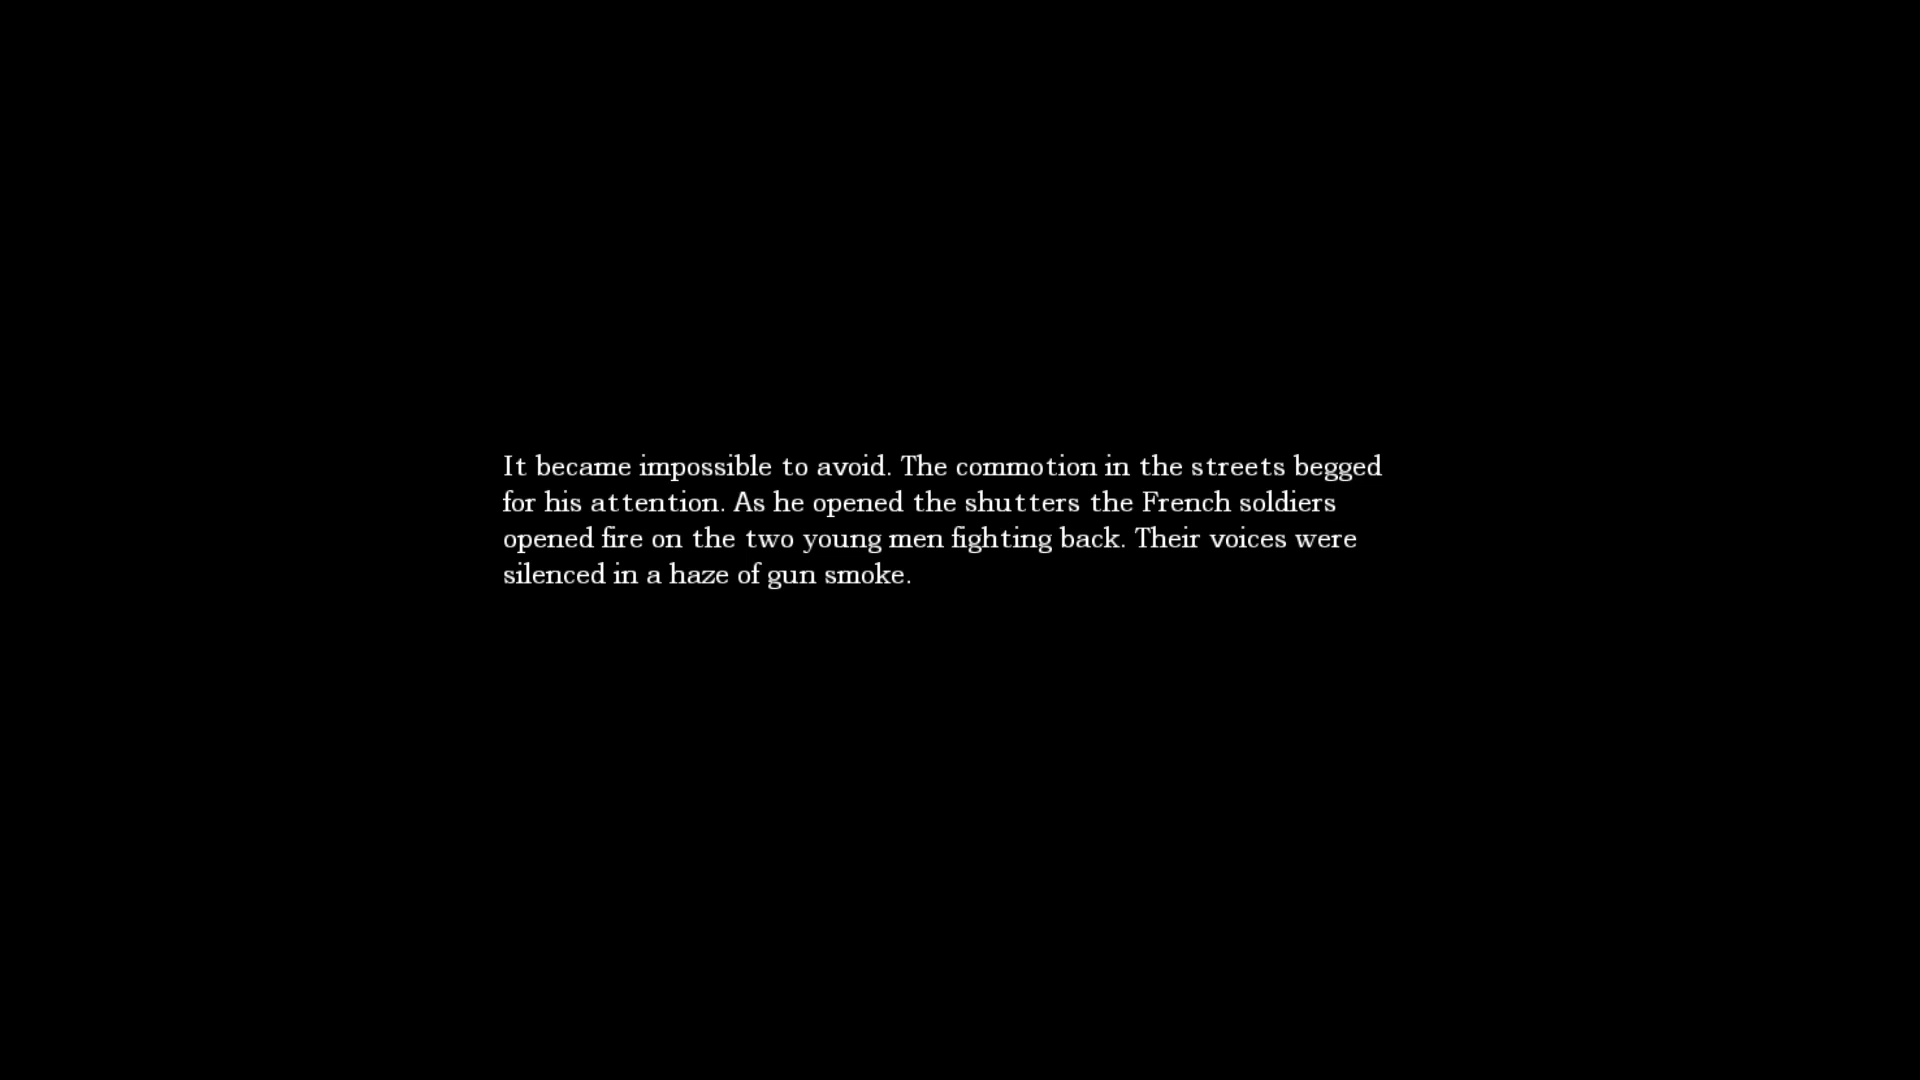 It became impossible to avoid. The commotion in the streets begged
for his attention. As he opened the shutters the French soldiers
opened fire on the two young men fighting back. Their voices were
silenced in a haze of gun smoke.